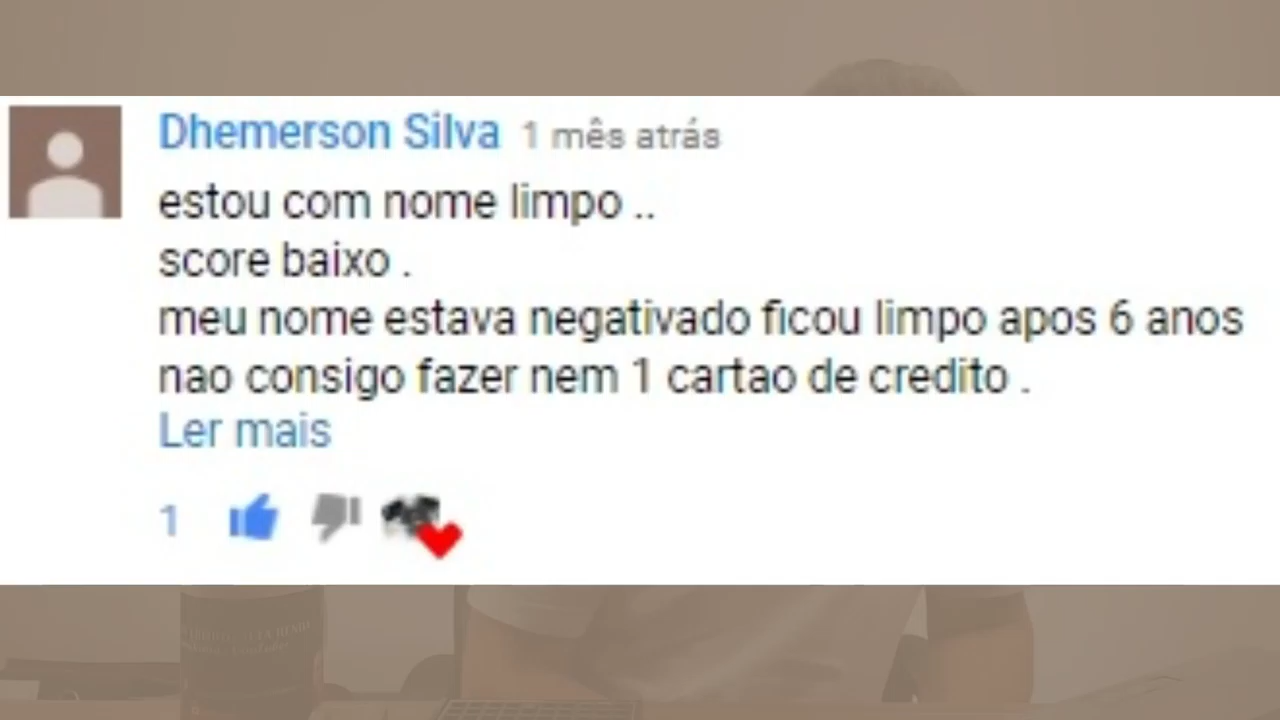 Dhemerson Silva 1 mês atrás
estou com nome limpo ..
score baixo .
meu nome estava negativado ficou limpo apos 6 anos
nao consigo fazer nem 1 cartao de credito .
Ler mais
1